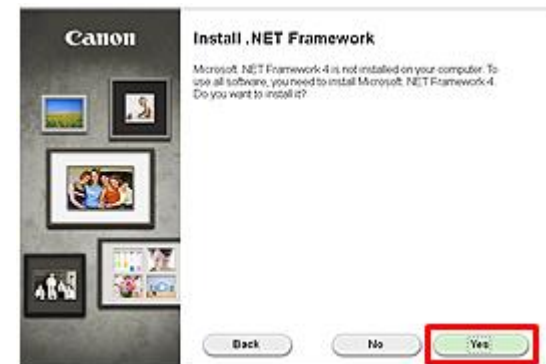 Canon
Install .NET Framework
Microsoft .NET Framework 4 is not installed on your computer. To
use all software, you need to install Microsoft .NET Framework 4.
Do you want to install it?
Back
No
Yes